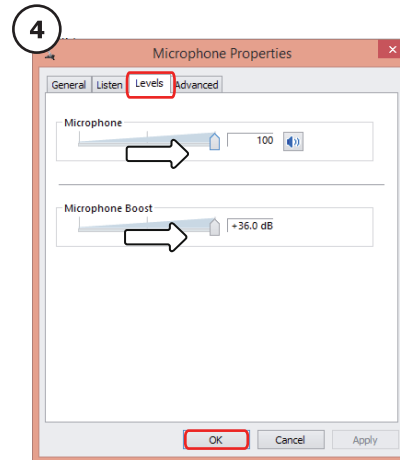 4
Microphone Properties
General Listen Levels Advanced
Microphone
100
Microphone Boost
+36.0 dB
OK Cancel Apply